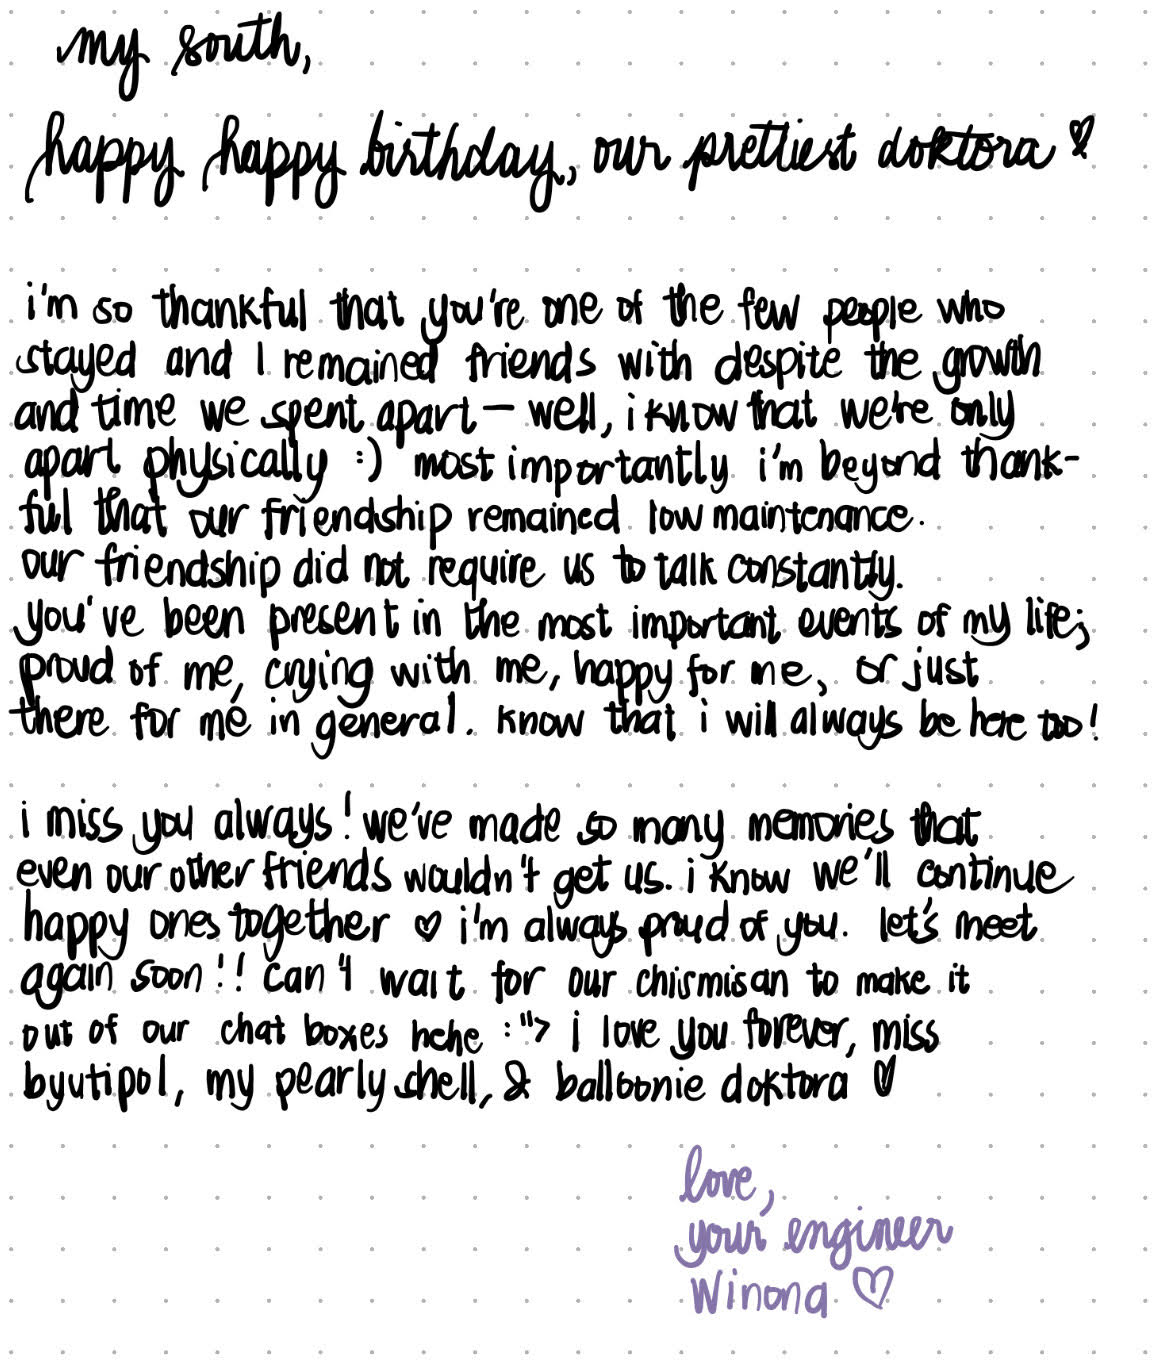 my south,
happy happy birthday, our prettiest doktora ♡
i'm so thankful that you're one of the few people who
stayed and I remained friends with despite the growth
and time we spent apart — well, i know that we're only
apart physically :) most importantly i'm beyond thank-
ful that our friendship remained low maintenance.
our friendship did not require us to talk constantly.
you've been present in the most important events of my life;
proud of me, crying with me, happy for me, or just
there for me in general. know that i will always be here too!
i miss you always! we've made so many memories that
even our other friends wouldn't get us. i know we'll continue
happy ones together ♡ i'm always proud of you. let's meet
again soon!! can't wait for our chismisan to make it
out of our chat boxes hehe :"> i love you forever, miss
byutipol, my pearly shell, & balloonie doktora ♡
love,
your engineer
Winona ♡